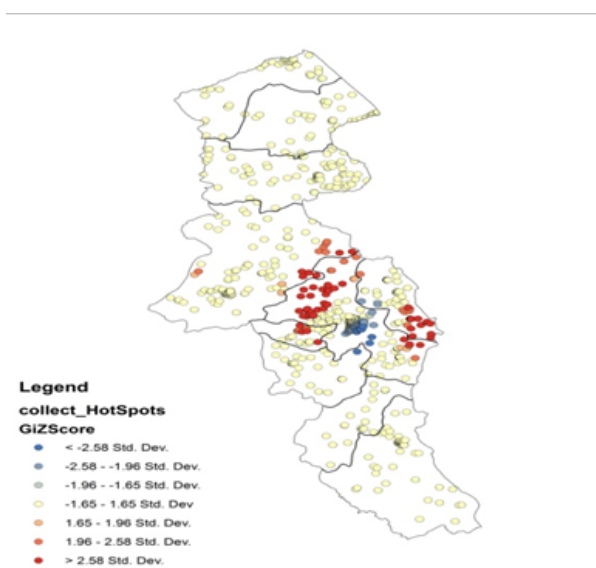 Legend
collect_HotSpots
GiZScore
< -2.58 Std. Dev.
-2.58 - -1.96 Std. Dev.
-1.96 - -1.65 Std. Dev.
-1.65 - 1.65 Std. Dev
1.65 - 1.96 Std. Dev.
1.96 - 2.58 Std. Dev.
> 2.58 Std. Dev.